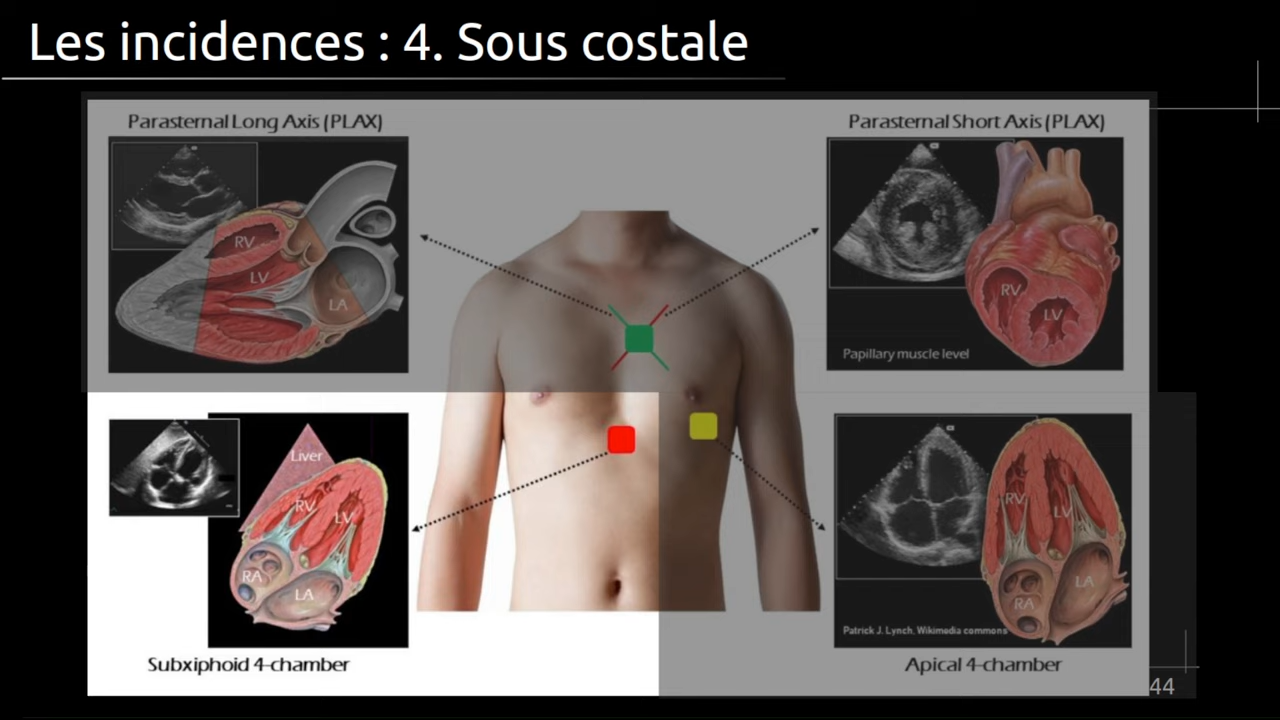 Les incidences : 4. Sous costale
Parasternal Long Axis (PLAX)
RV
LV
LA
Parasternal Short Axis (PLAX)
RV
LV
Papillary muscle level
Liver
RV
LV
RA
LA
Subxiphoid 4-chamber
RV
LV
LA
RA
Patrick J. Lynch, Wikimedia commons
Apical 4-chamber
44